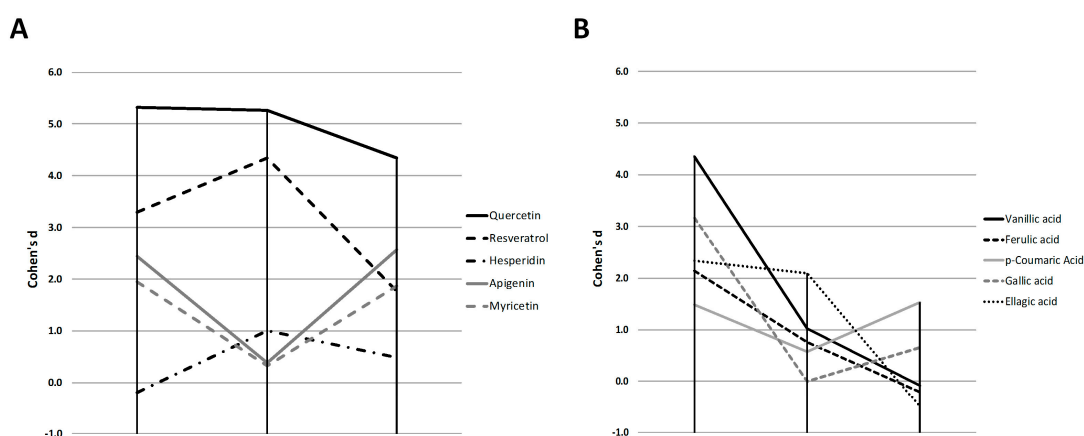 A
6.0
5.0
4.0
3.0
2.0
1.0
0.0
-1.0
Cohen's d
Quercetin
Resveratrol
Hesperidin
Apigenin
Myricetin
B
6.0
5.0
4.0
3.0
2.0
1.0
0.0
-1.0
Cohen's d
Vanillic acid
Ferulic acid
p-Coumaric Acid
Gallic acid
Ellagic acid